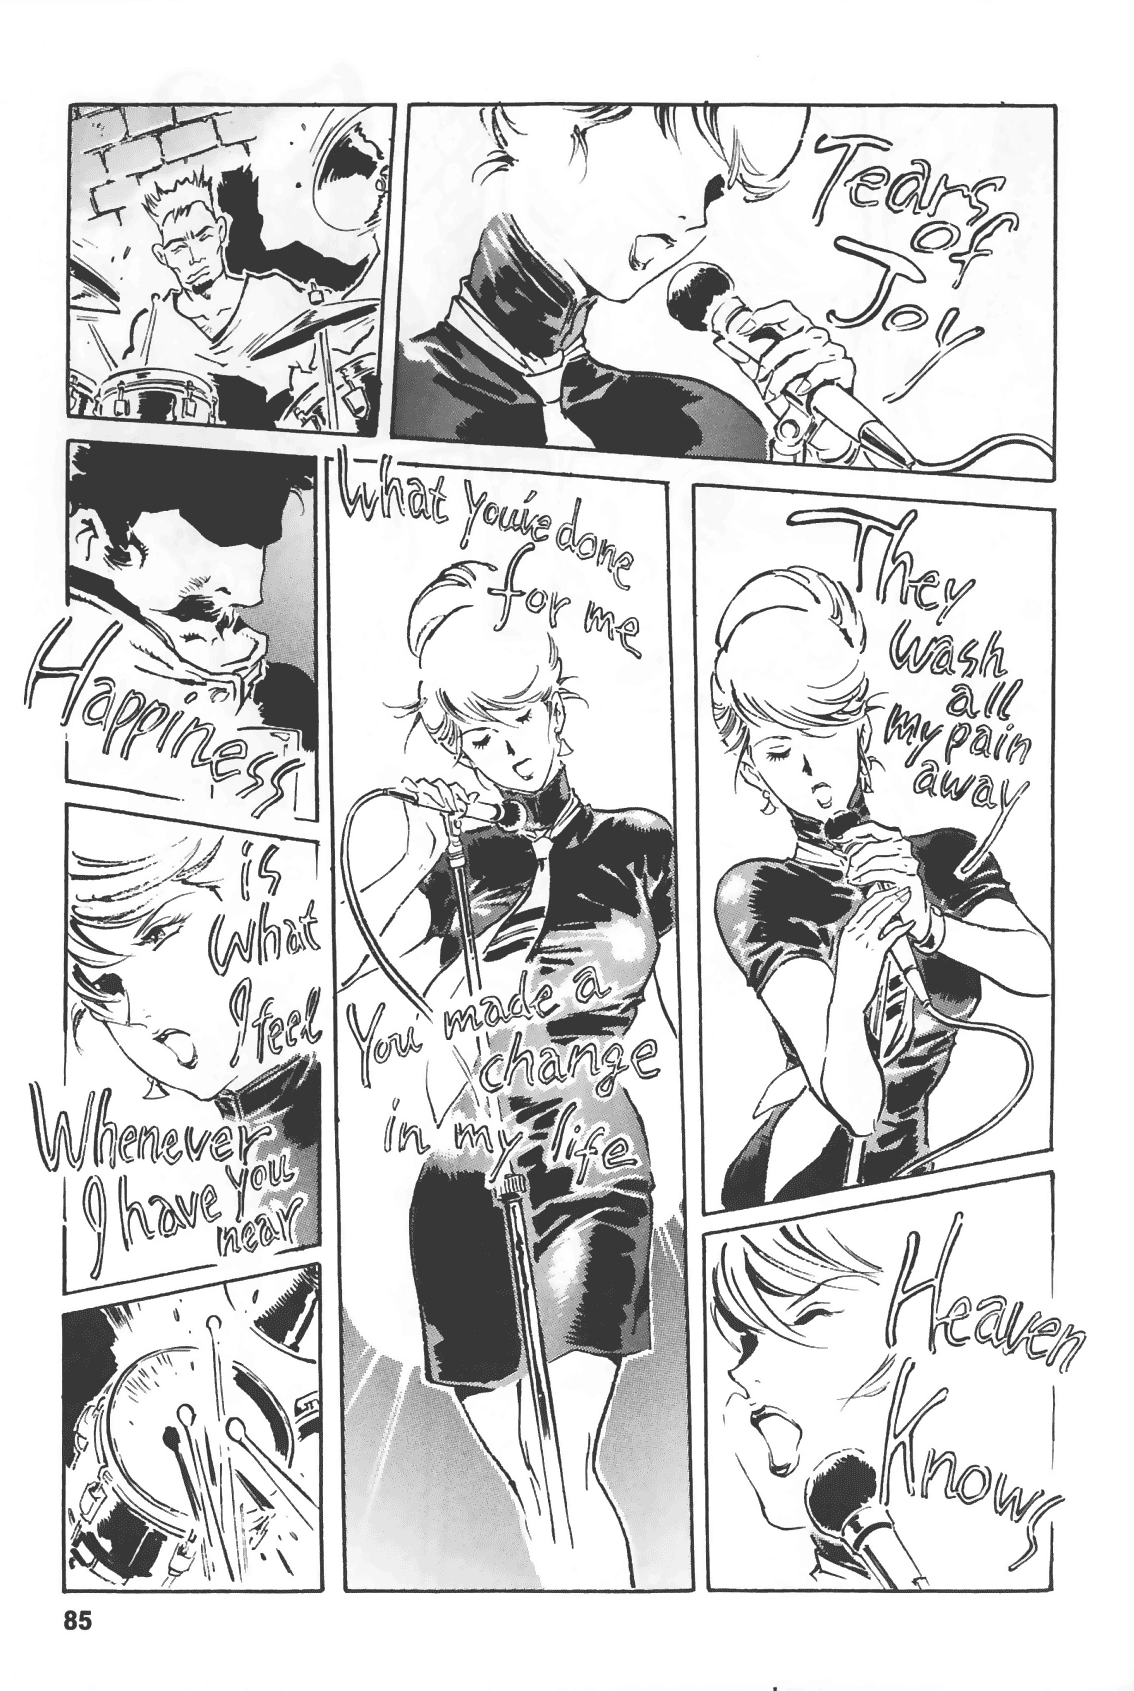 Tears
of
Joy
Happiness
is
What
I feel
Whenever
I have you
near
What you've done
for me
You made a
change
in my life
They
wash
all
my pain
away
Heaven
Knows
85